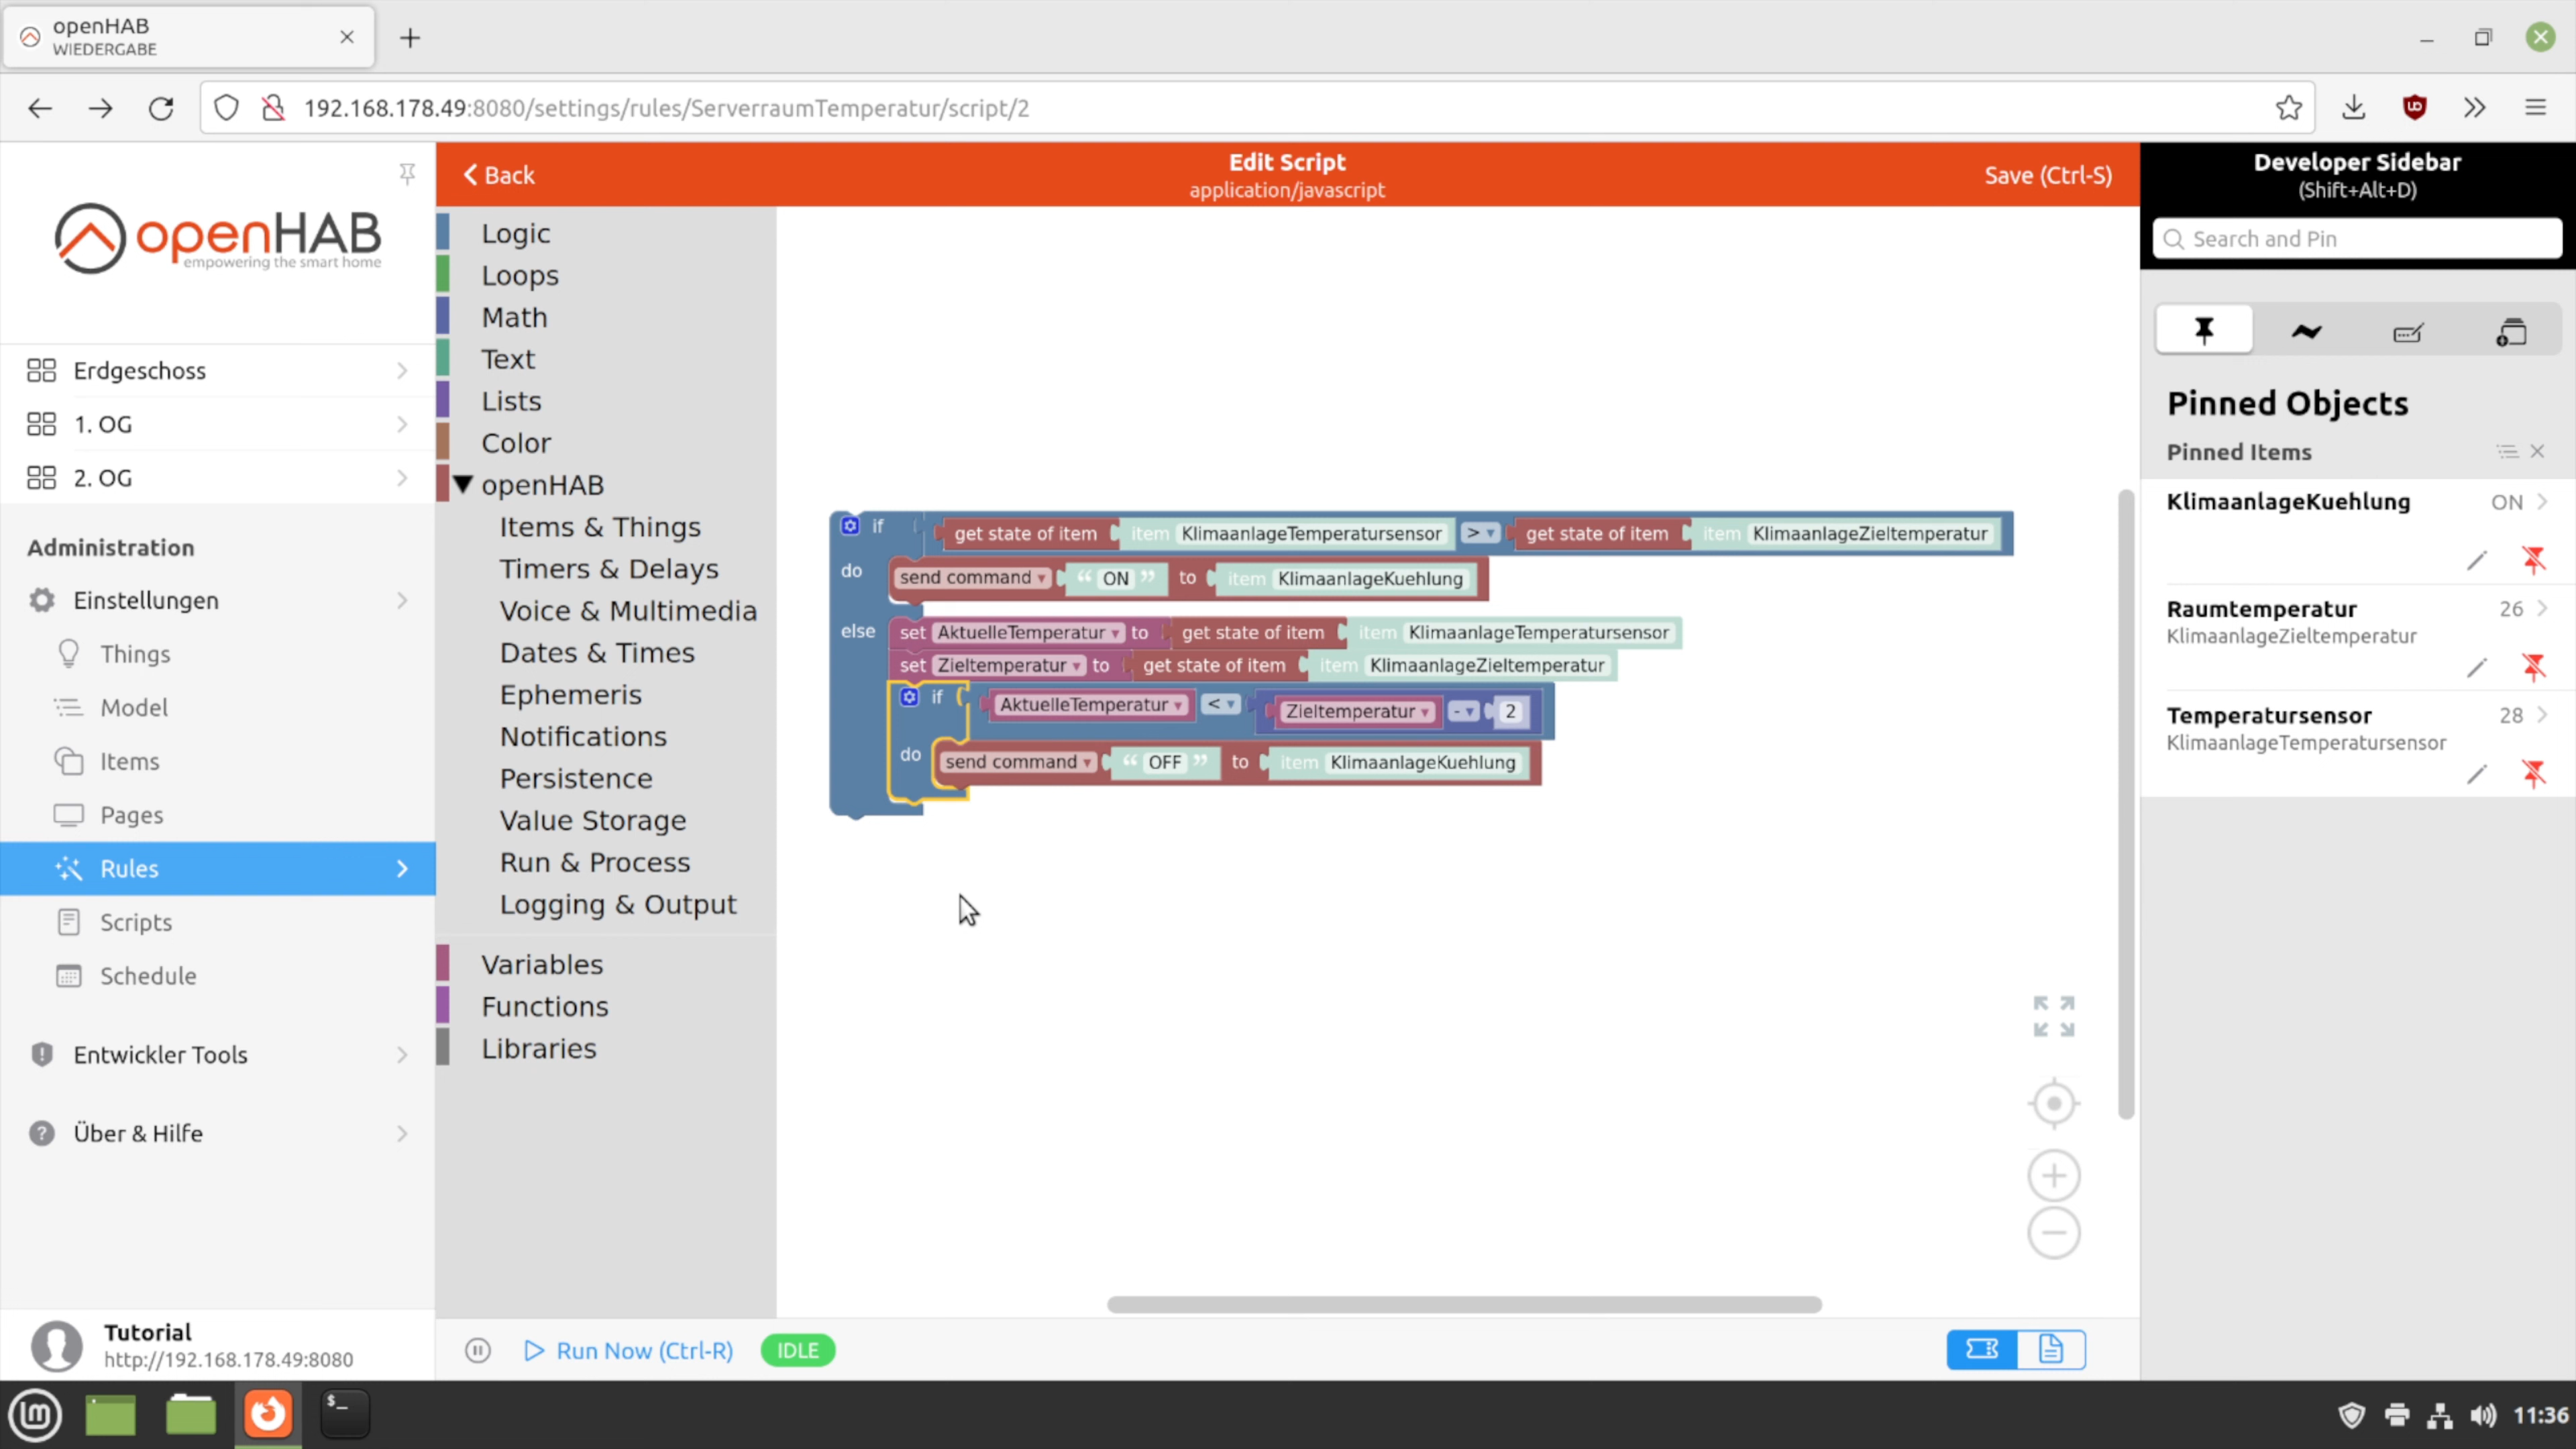 openHAB
WIEDERGABE
192.168.178.49:8080/settings/rules/ServerraumTemperatur/script/2
openHAB
empowering the smart home
Erdgeschoss
1. OG
2. OG
Administration
Einstellungen
Things
Model
Items
Pages
Rules
Scripts
Schedule
Entwickler Tools
Über & Hilfe
Tutorial
http://192.168.178.49:8080
Back
Edit Script
application/javascript
Save (Ctrl-S)
Logic
Loops
Math
Text
Lists
Color
openHAB
Items & Things
Timers & Delays
Voice & Multimedia
Dates & Times
Ephemeris
Notifications
Persistence
Value Storage
Run & Process
Logging & Output
Variables
Functions
Libraries
if get state of item item KlimaanlageTemperatursensor > get state of item item KlimaanlageZieltemperatur
do send command “ ON ” to item KlimaanlageKuehlung
else set AktuelleTemperatur to get state of item item KlimaanlageTemperatursensor
set Zieltemperatur to get state of item item KlimaanlageZieltemperatur
if AktuelleTemperatur < Zieltemperatur - 2
do send command “ OFF ” to item KlimaanlageKuehlung
Run Now (Ctrl-R)
IDLE
Developer Sidebar
(Shift+Alt+D)
Search and Pin
Pinned Objects
Pinned Items
KlimaanlageKuehlung ON
Raumtemperatur 26
KlimaanlageZieltemperatur
Temperatursensor 28
KlimaanlageTemperatursensor
$_
11:36